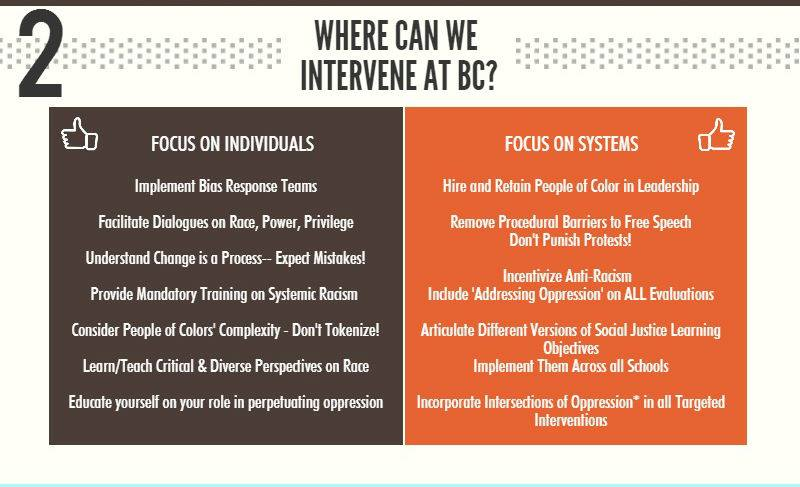 2
WHERE CAN WE
INTERVENE AT BC?
FOCUS ON INDIVIDUALS
Implement Bias Response Teams
Facilitate Dialogues on Race, Power, Privilege
Understand Change is a Process-- Expect Mistakes!
Provide Mandatory Training on Systemic Racism
Consider People of Colors' Complexity - Don't Tokenize!
Learn/Teach Critical & Diverse Perspectives on Race
Educate yourself on your role in perpetuating oppression
FOCUS ON SYSTEMS
Hire and Retain People of Color in Leadership
Remove Procedural Barriers to Free Speech
Don't Punish Protests!
Incentivize Anti-Racism
Include 'Addressing Oppression' on ALL Evaluations
Articulate Different Versions of Social Justice Learning
Objectives
Implement Them Across all Schools
Incorporate Intersections of Oppression* in all Targeted
Interventions